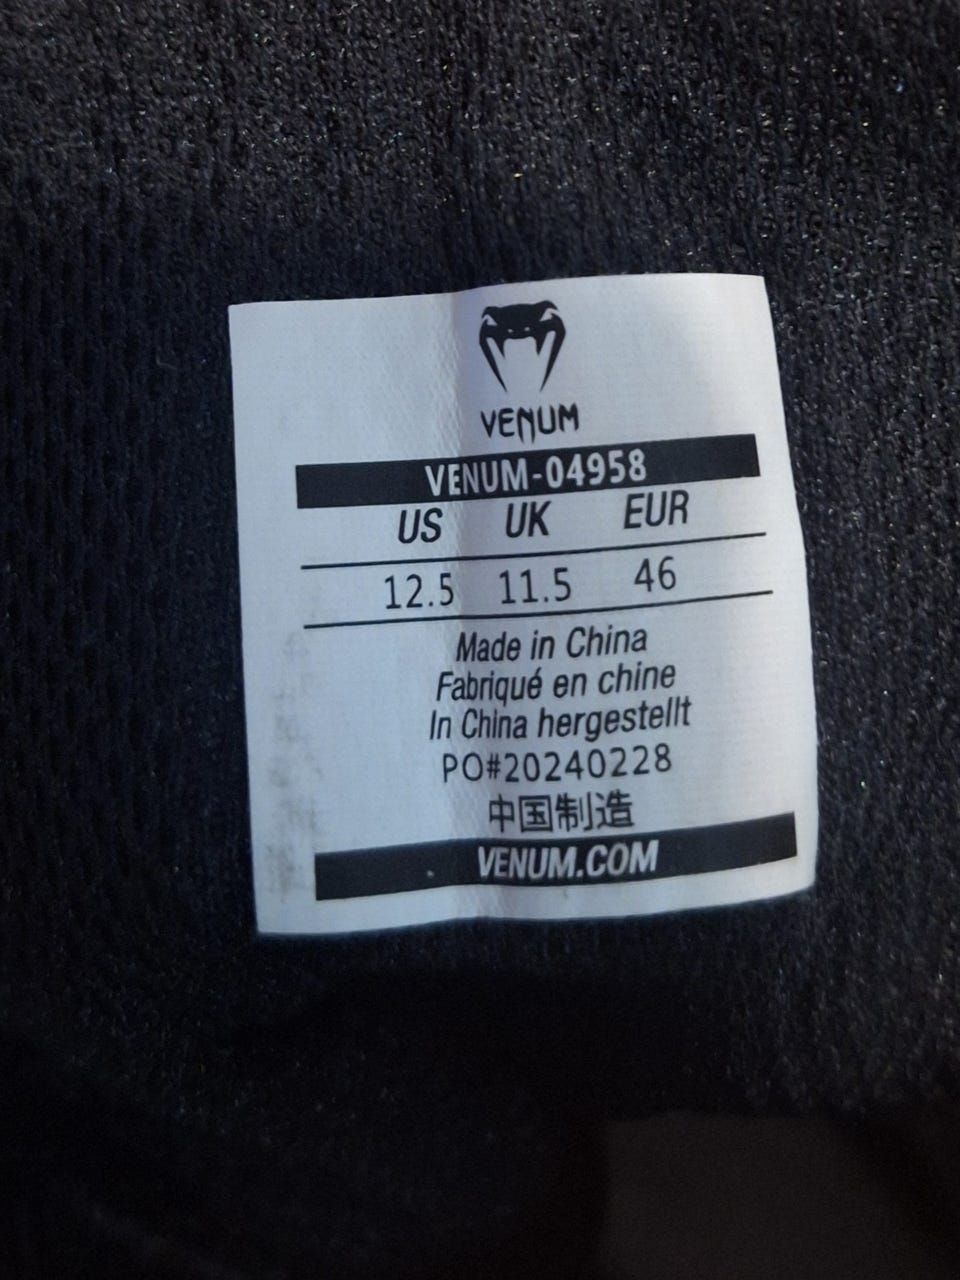 VENUM
VENUM-04958
US UK EUR
12.5 11.5 46
Made in China
Fabriqué en chine
In China hergestellt
PO#20240228
中国制造
VENUM.COM